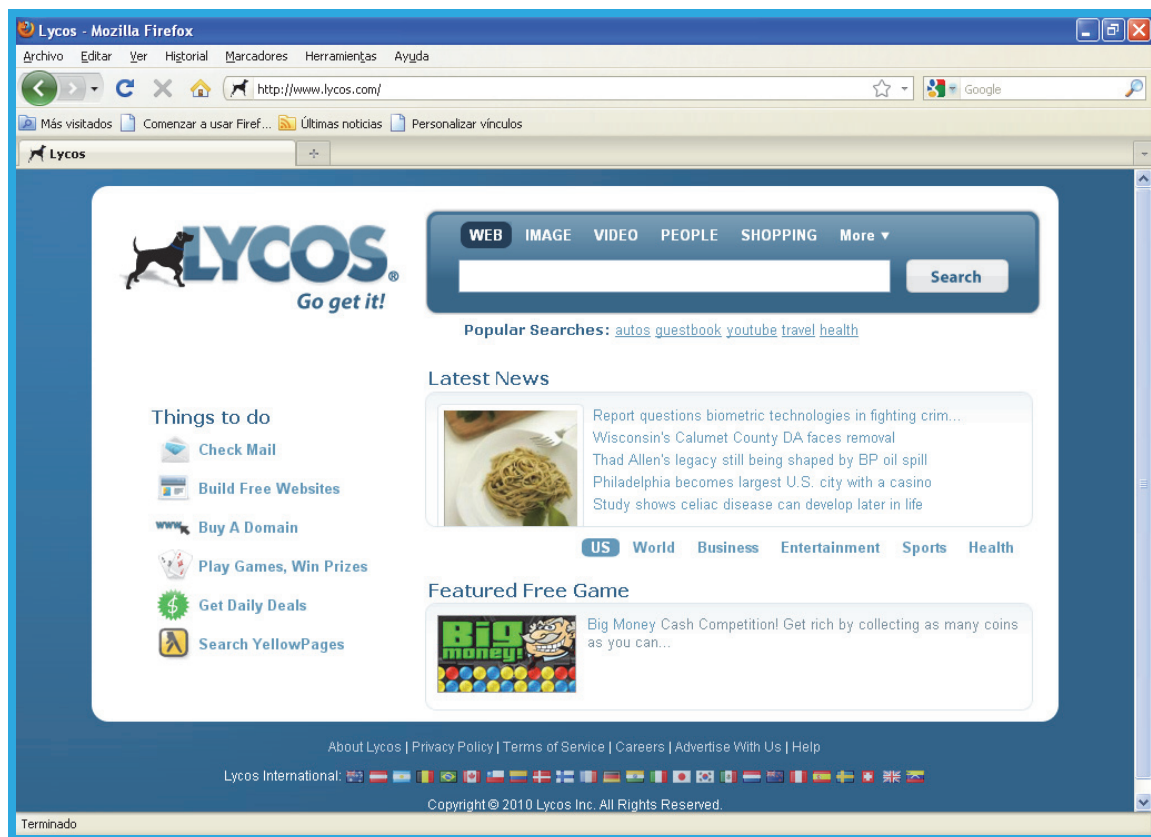 Lycos - Mozilla Firefox
Archivo Editar Ver Historial Marcadores Herramientas Ayuda
http://www.lycos.com/ Google
Más visitados Comenzar a usar Firef... Últimas noticias Personalizar vínculos
Lycos
LYCOS®
Go get it!
WEB IMAGE VIDEO PEOPLE SHOPPING More
Search
Popular Searches: autos guestbook youtube travel health
Things to do
Check Mail
Build Free Websites
www Buy A Domain
Play Games, Win Prizes
Get Daily Deals
Search YellowPages
Latest News
Report questions biometric technologies in fighting crim...
Wisconsin's Calumet County DA faces removal
Thad Allen's legacy still being shaped by BP oil spill
Philadelphia becomes largest U.S. city with a casino
Study shows celiac disease can develop later in life
US World Business Entertainment Sports Health
Featured Free Game
Big money!
Big Money Cash Competition! Get rich by collecting as many coins
as you can...
About Lycos | Privacy Policy | Terms of Service | Careers | Advertise With Us | Help
Lycos International:
Copyright © 2010 Lycos Inc. All Rights Reserved.
Terminado